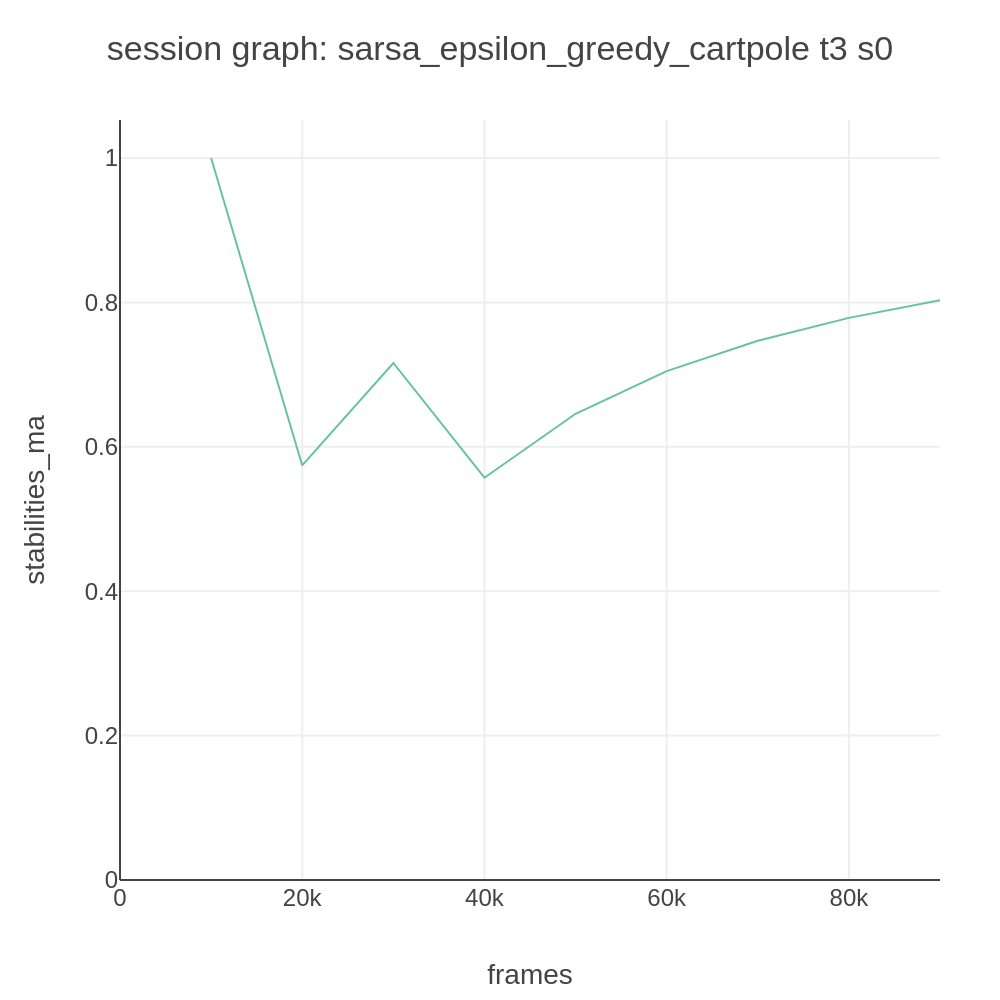 session graph: sarsa_epsilon_greedy_cartpole t3 s0
1
0.8
0.6
0.4
0.2
0
stabilities_ma
0
20k
40k
60k
80k
frames